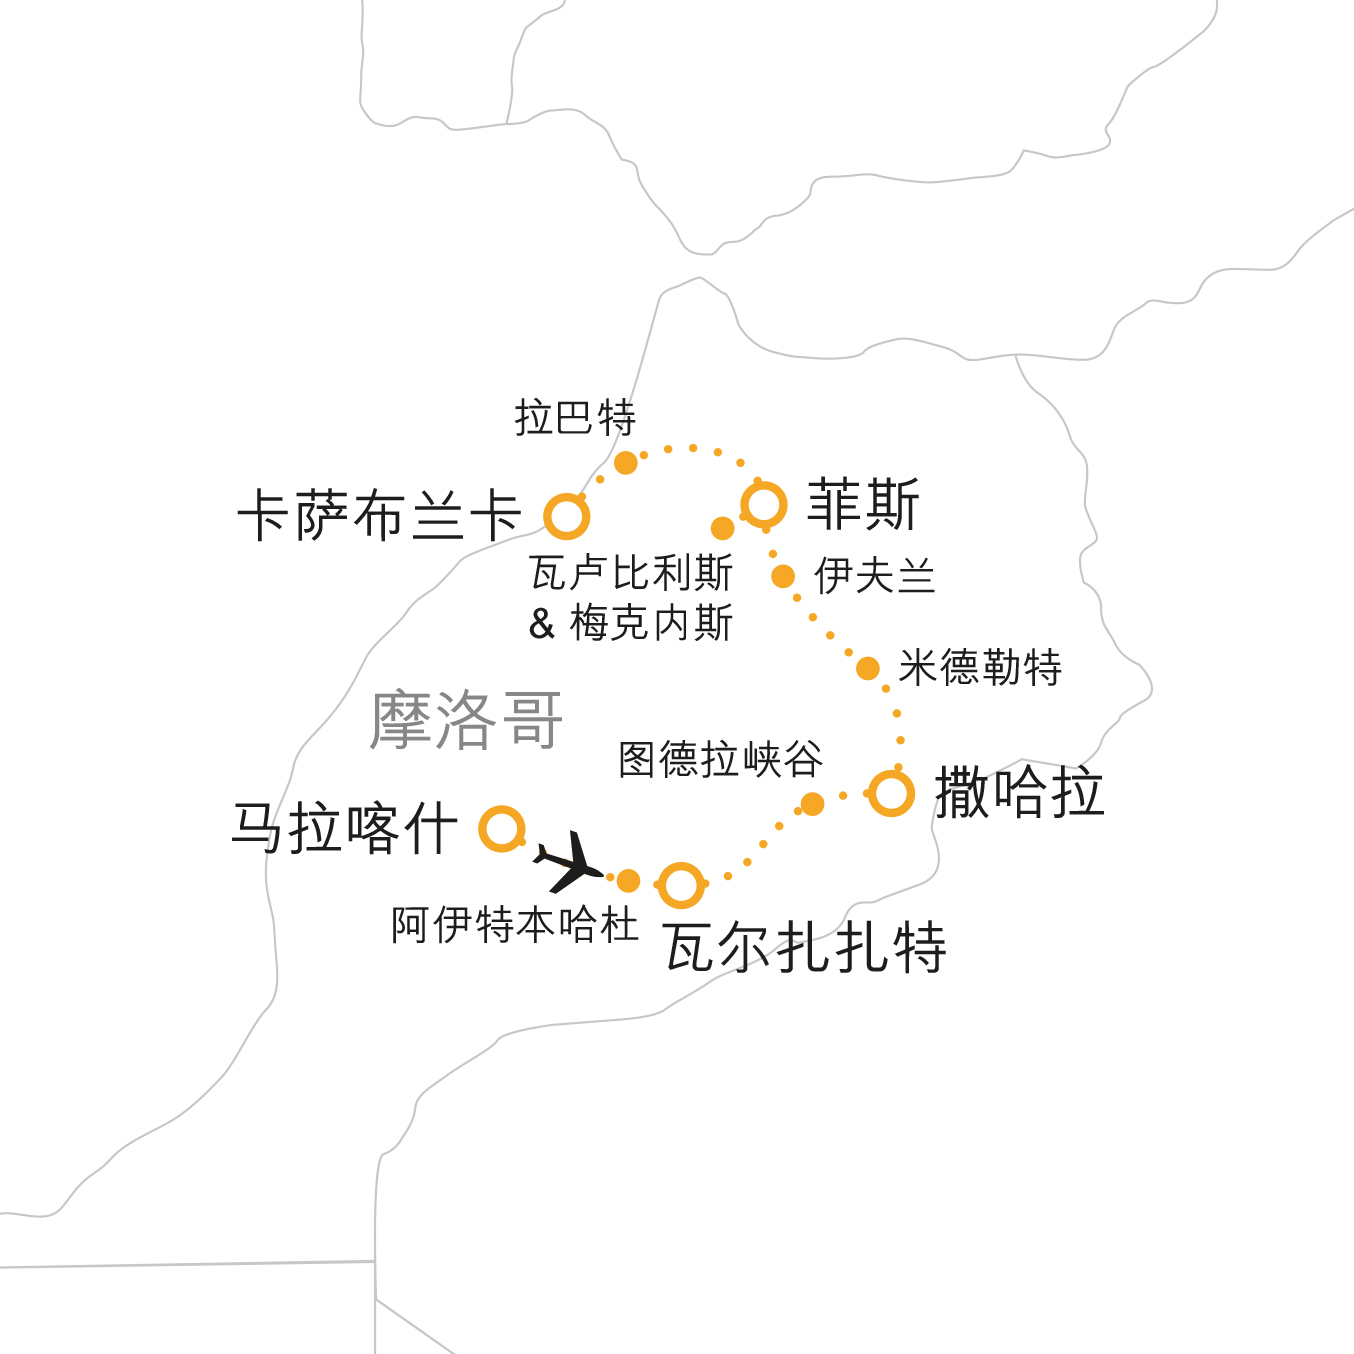 拉巴特
卡萨布兰卡
菲斯
瓦卢比利斯
& 梅克内斯
伊夫兰
米德勒特
摩洛哥
图德拉峡谷
撒哈拉
马拉喀什
阿伊特本哈杜
瓦尔扎扎特